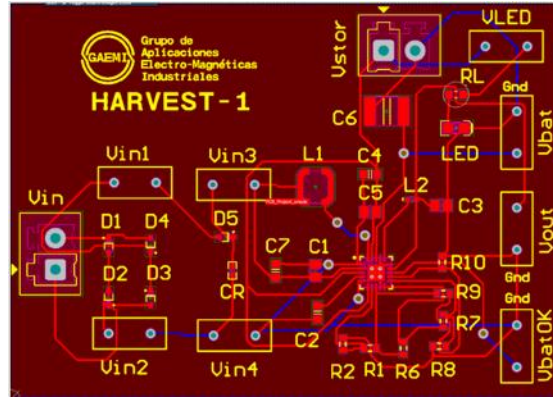 GAEMI
Grupo de
Aplicaciones
Electro-Magnéticas
Industriales
HARVEST-1
Vstor
VLED
RL
Gnd
Vbat
LED
C6
Vin1
Vin3
L1
C4
C5
L2
C3
Vout
Vin
D1
D4
D5
D2
D3
CR
C7
C1
R10
Gnd
R9
Gnd
R7
VbatOK
C2
Vin2
Vin4
R2
R1
R6
R8